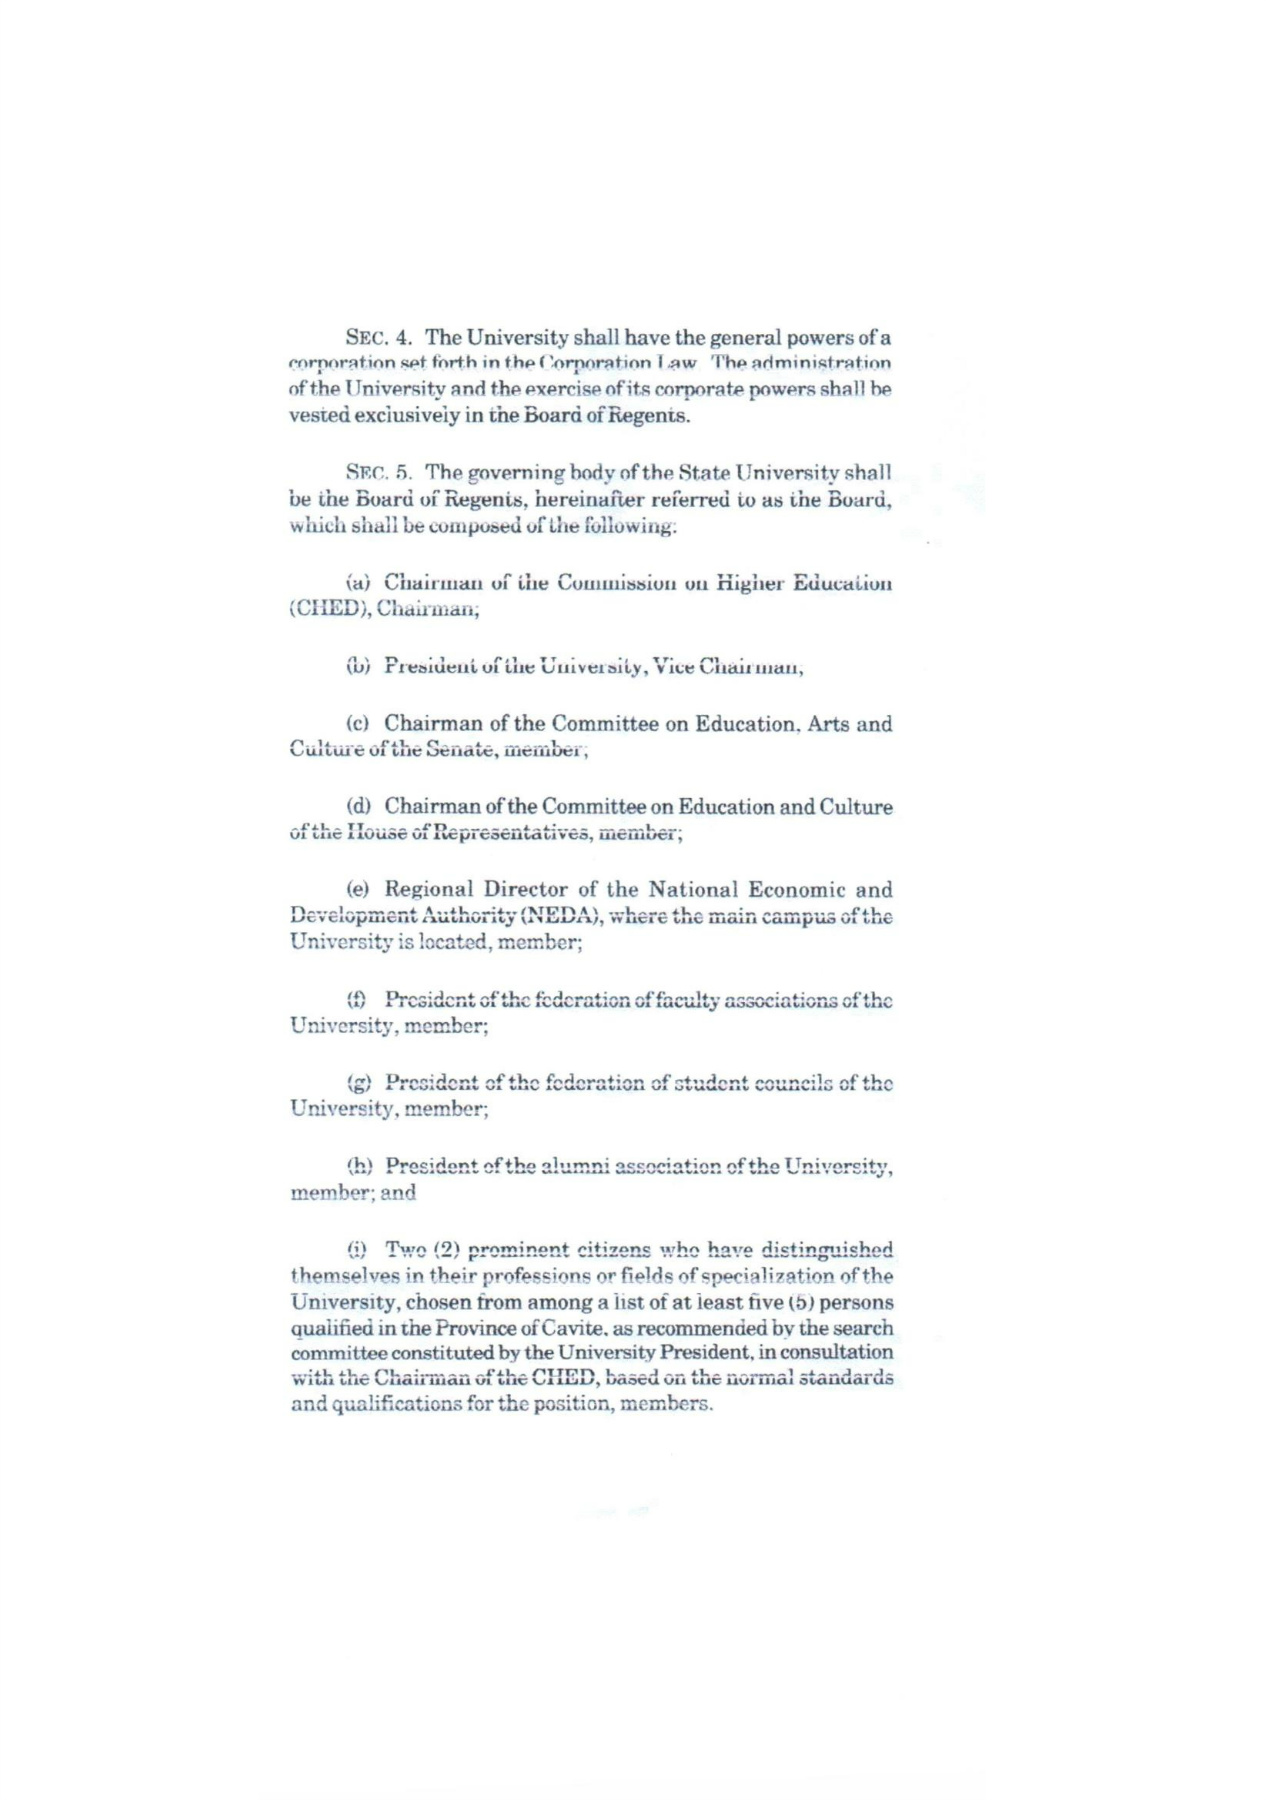 SEC. 4. The University shall have the general powers of a
corporation set forth in the Corporation Law. The administration
of the University and the exercise of its corporate powers shall be
vested exclusively in the Board of Regents.
SEC. 5. The governing body of the State University shall
be the Board of Regents, hereinafter referred to as the Board,
which shall be composed of the following:
(a) Chairman of the Commission on Higher Education
(CHED), Chairman;
(b) President of the University, Vice Chairman;
(c) Chairman of the Committee on Education, Arts and
Culture of the Senate, member;
(d) Chairman of the Committee on Education and Culture
of the House of Representatives, member;
(e) Regional Director of the National Economic and
Development Authority (NEDA), where the main campus of the
University is located, member;
(f) President of the federation of faculty associations of the
University, member;
(g) President of the federation of student councils of the
University, member;
(h) President of the alumni association of the University,
member; and
(i) Two (2) prominent citizens who have distinguished
themselves in their professions or fields of specialization of the
University, chosen from among a list of at least five (5) persons
qualified in the Province of Cavite, as recommended by the search
committee constituted by the University President, in consultation
with the Chairman of the CHED, based on the normal standards
and qualifications for the position, members.